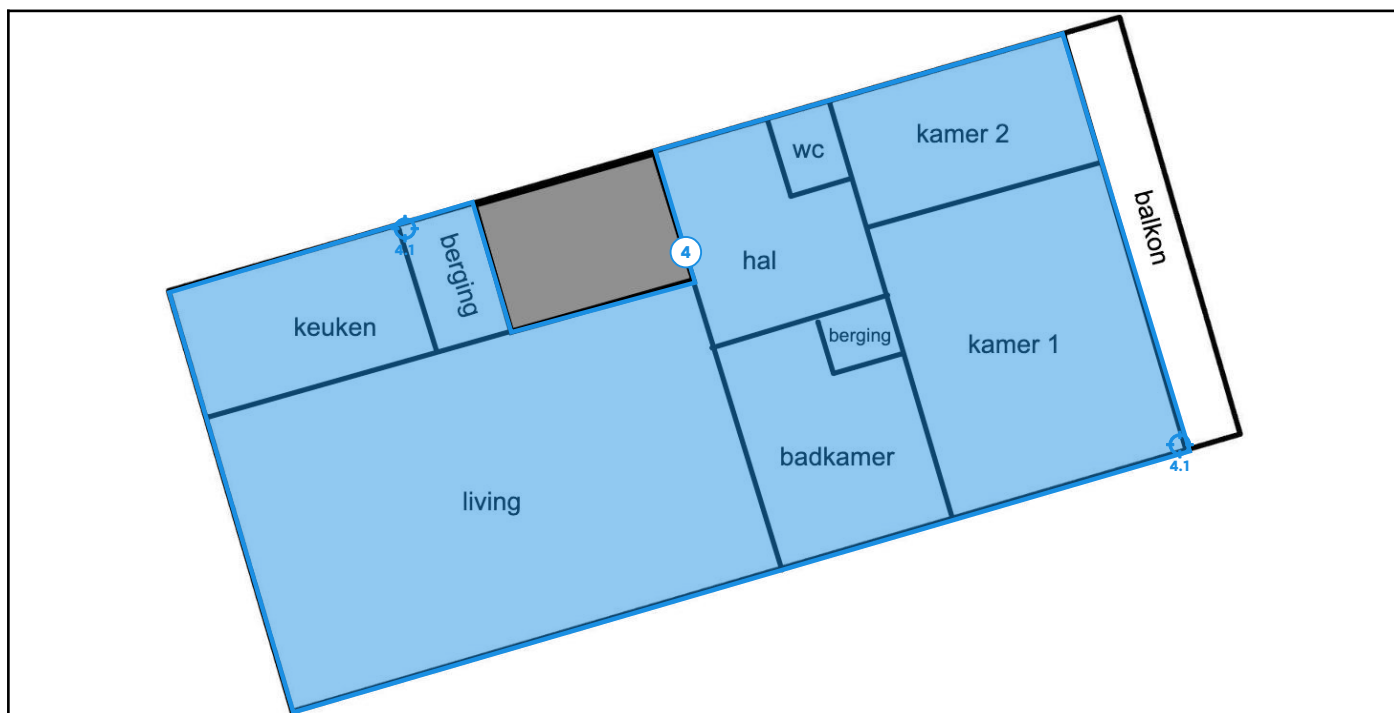 kamer 2
wc
balkon
4.1
berging
4
hal
keuken
berging
kamer 1
badkamer
4.1
living